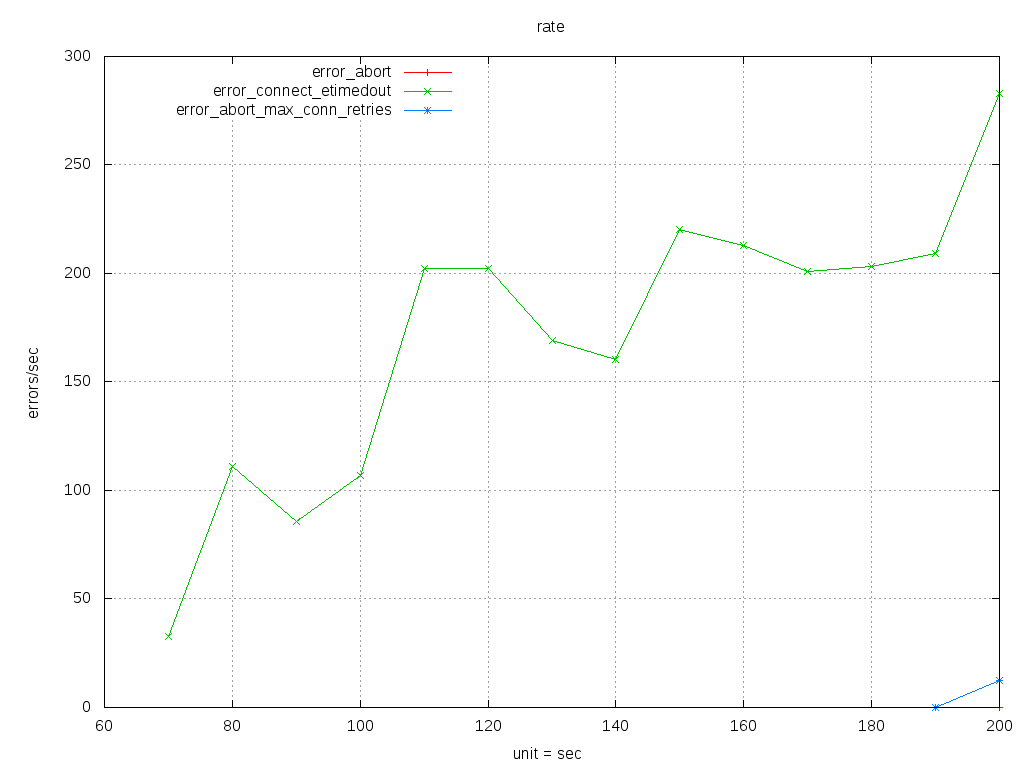 rate
300
250
200
150
100
50
0
errors/sec
error_abort
error_connect_etimedout
error_abort_max_conn_retries
60 80 100 120 140 160 180 200
unit = sec